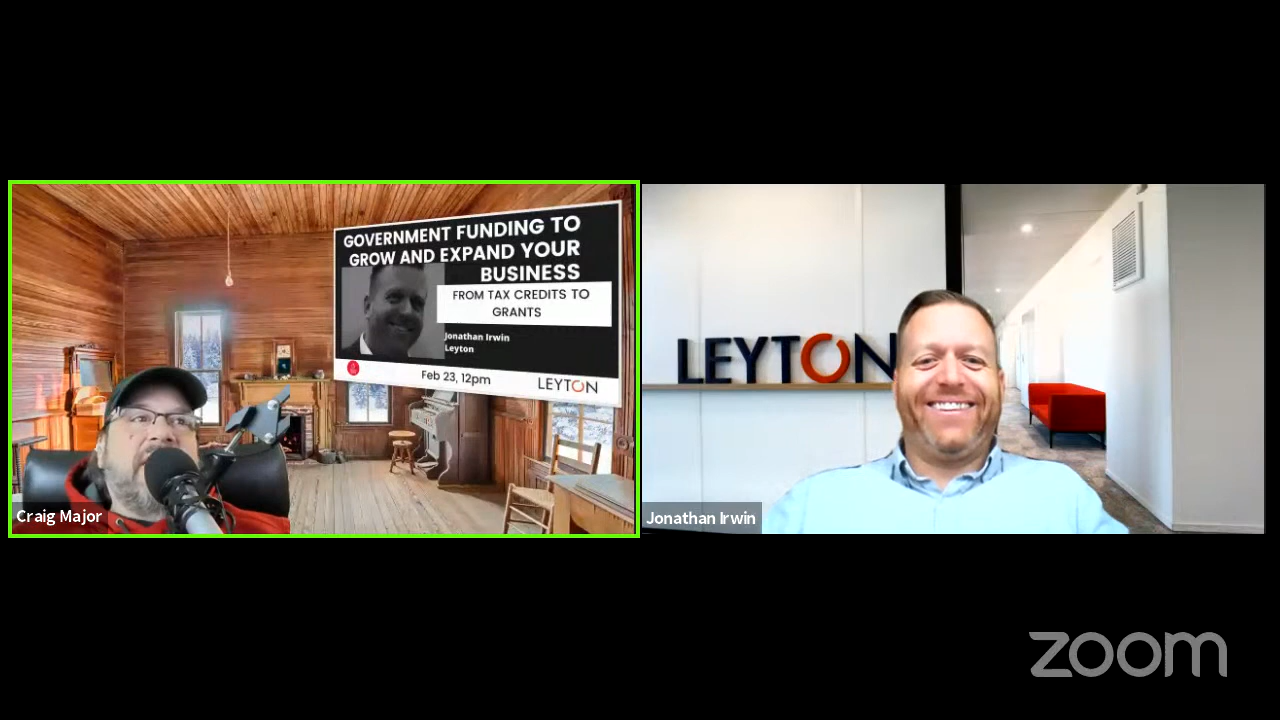 GOVERNMENT FUNDING TO
GROW AND EXPAND YOUR
BUSINESS
FROM TAX CREDITS TO
GRANTS
Jonathan Irwin
Leyton
Feb 23, 12pm
LEYTON
Craig Major
LEYTON
Jonathan Irwin
zoom